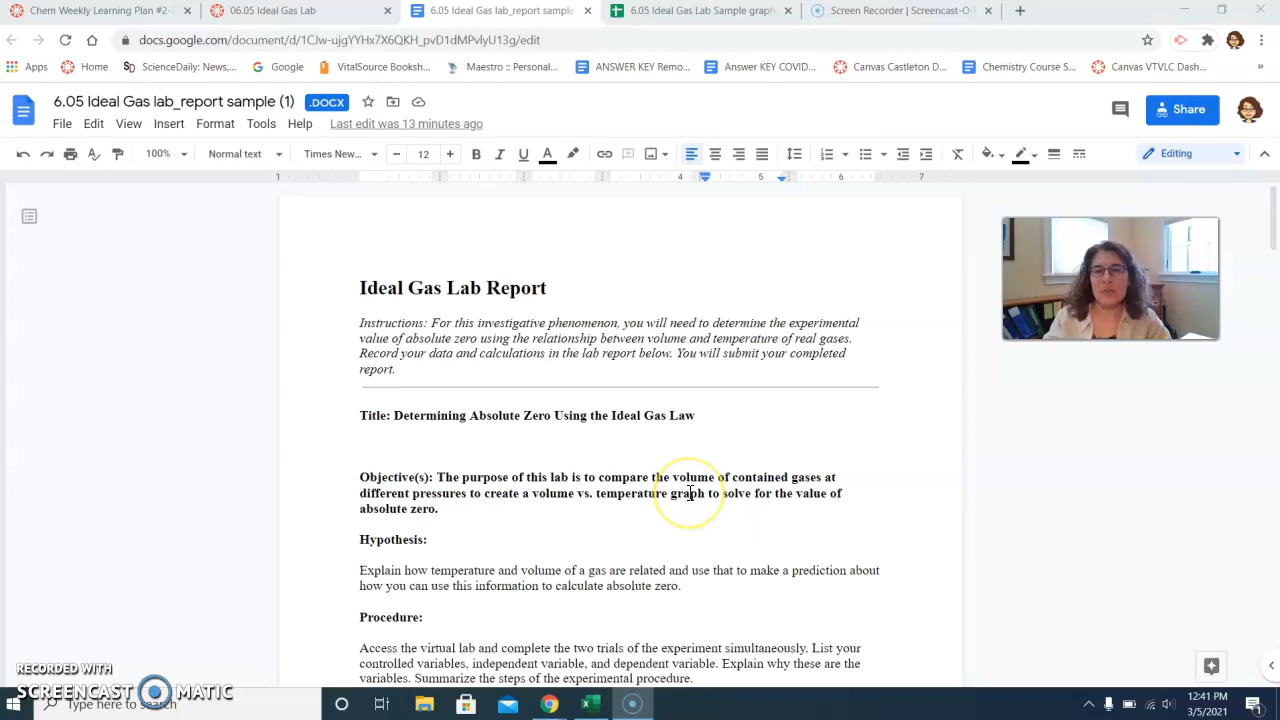 Chem Weekly Learning Plan #2-
06.05 Ideal Gas Lab
6.05 Ideal Gas lab_report sample
6.05 Ideal Gas Lab Sample grap
Screen Recorder | Screencast-O-
docs.google.com/document/d/1CJw-ujgYYHx7X6QKH_pvD1dMPvlyU13g/edit
Apps
Home
ScienceDaily: News,...
Google
VitalSource Booksh...
Maestro :: Personal...
ANSWER KEY Remo...
Answer KEY COVID...
Chemistry Course S...
Canvas Castleton D...
Canvas VTVLC Dash...
6.05 Ideal Gas lab_report sample (1)
.DOCX
Share
File Edit View Insert Format Tools Help Last edit was 13 minutes ago
100% Normal text Times New... 12 B I U A Editing
1 4 5 6 7
Ideal Gas Lab Report
Instructions: For this investigative phenomenon, you will need to determine the experimental
value of absolute zero using the relationship between volume and temperature of real gases.
Record your data and calculations in the lab report below. You will submit your completed
report.
Title: Determining Absolute Zero Using the Ideal Gas Law
Objective(s): The purpose of this lab is to compare the volume of contained gases at
different pressures to create a volume vs. temperature graph to solve for the value of
absolute zero.
Hypothesis:
Explain how temperature and volume of a gas are related and use that to make a prediction about
how you can use this information to calculate absolute zero.
Procedure:
Access the virtual lab and complete the two trials of the experiment simultaneously. List your
controlled variables, independent variable, and dependent variable. Explain why these are the
variables. Summarize the steps of the experimental procedure.
RECORDED WITH
SCREENCAST MATIC
Type here to search
12:41 PM
3/5/2021
1